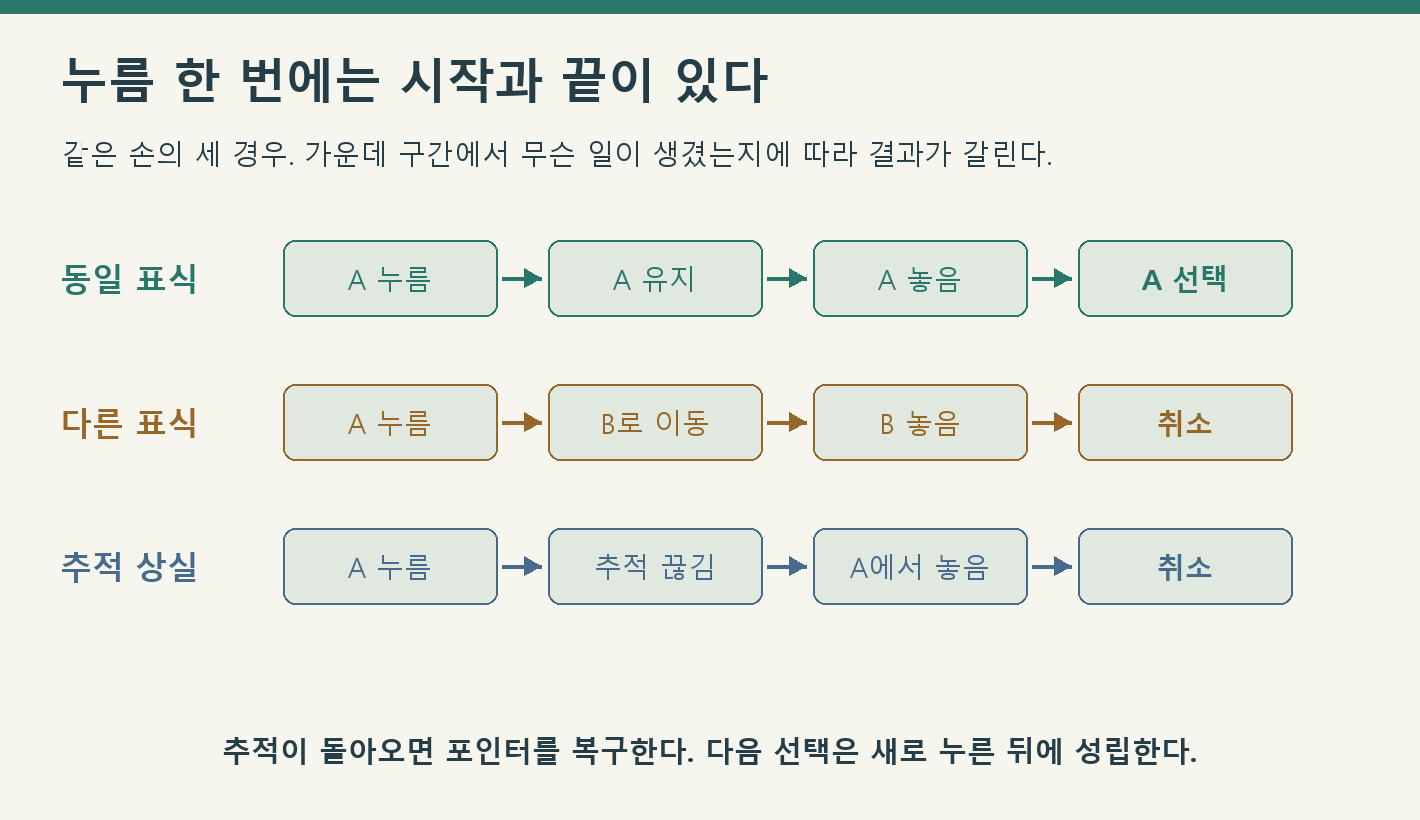 누름 한 번에는 시작과 끝이 있다
같은 손의 세 경우. 가운데 구간에서 무슨 일이 생겼는지에 따라 결과가 갈린다.
동일 표식 A 누름 A 유지 A 놓음 A 선택
다른 표식 A 누름 B로 이동 B 놓음 취소
추적 상실 A 누름 추적 끊김 A에서 놓음 취소
추적이 돌아오면 포인터를 복구한다. 다음 선택은 새로 누른 뒤에 성립한다.